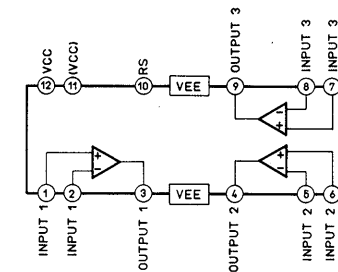 VCC
(VCC)
RS
OUTPUT 3
INPUT 3
INPUT 3
12
11
10
VEE
9
8
7
+
-
-
+
-
+
+
-
1
2
3
VEE
4
5
6
INPUT 1
INPUT 1
OUTPUT 1
OUTPUT 2
INPUT 2
INPUT 2